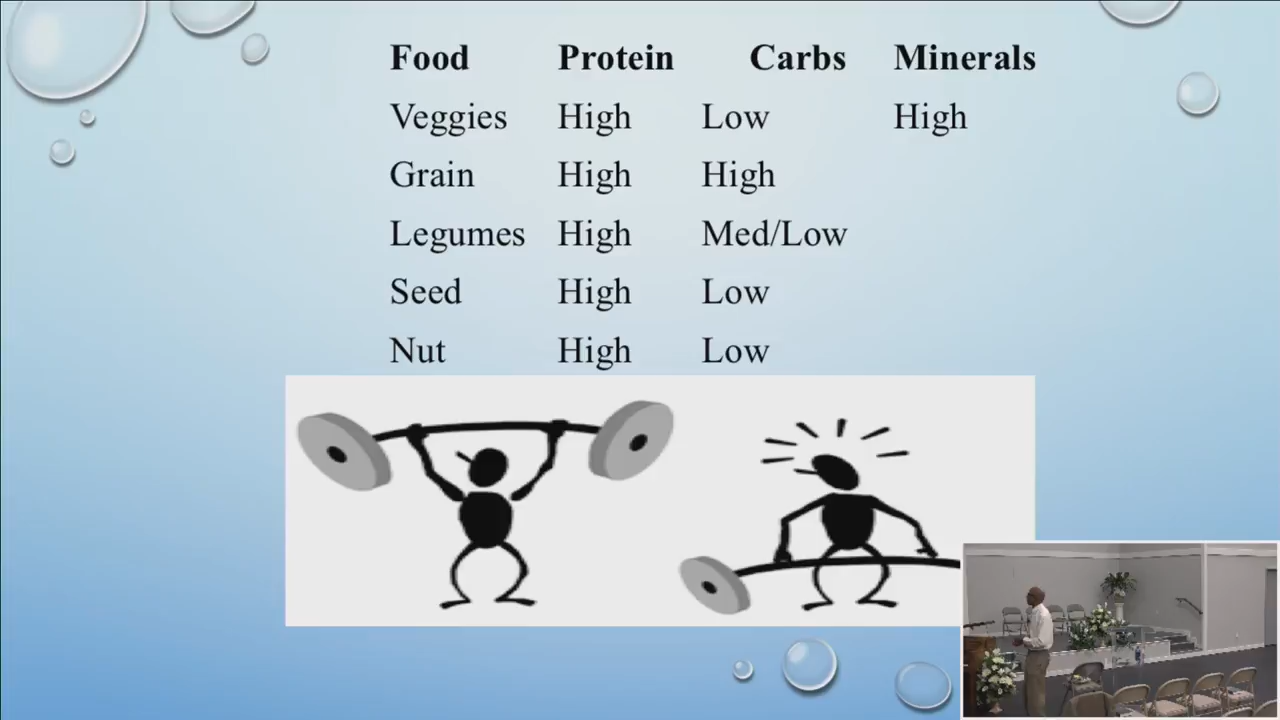 Food Protein Carbs Minerals
Veggies High Low High
Grain High High
Legumes High Med/Low
Seed High Low
Nut High Low